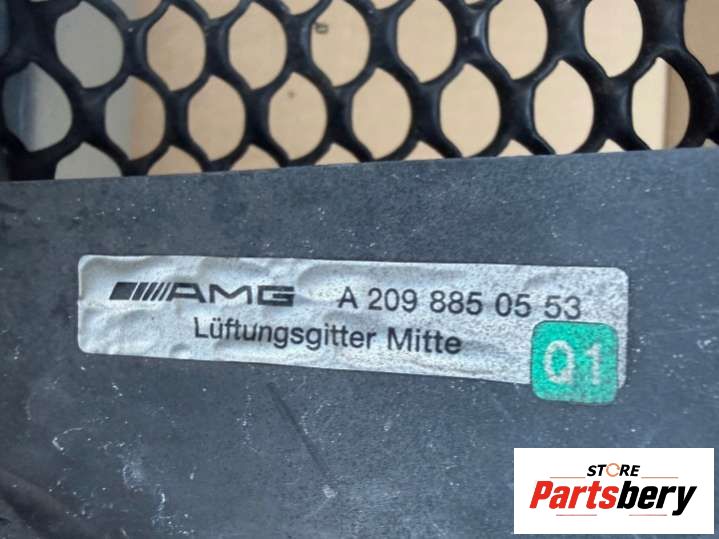 AMG A 209 885 05 53
Lüftungsgitter Mitte
Q1
STORE
Partsbery